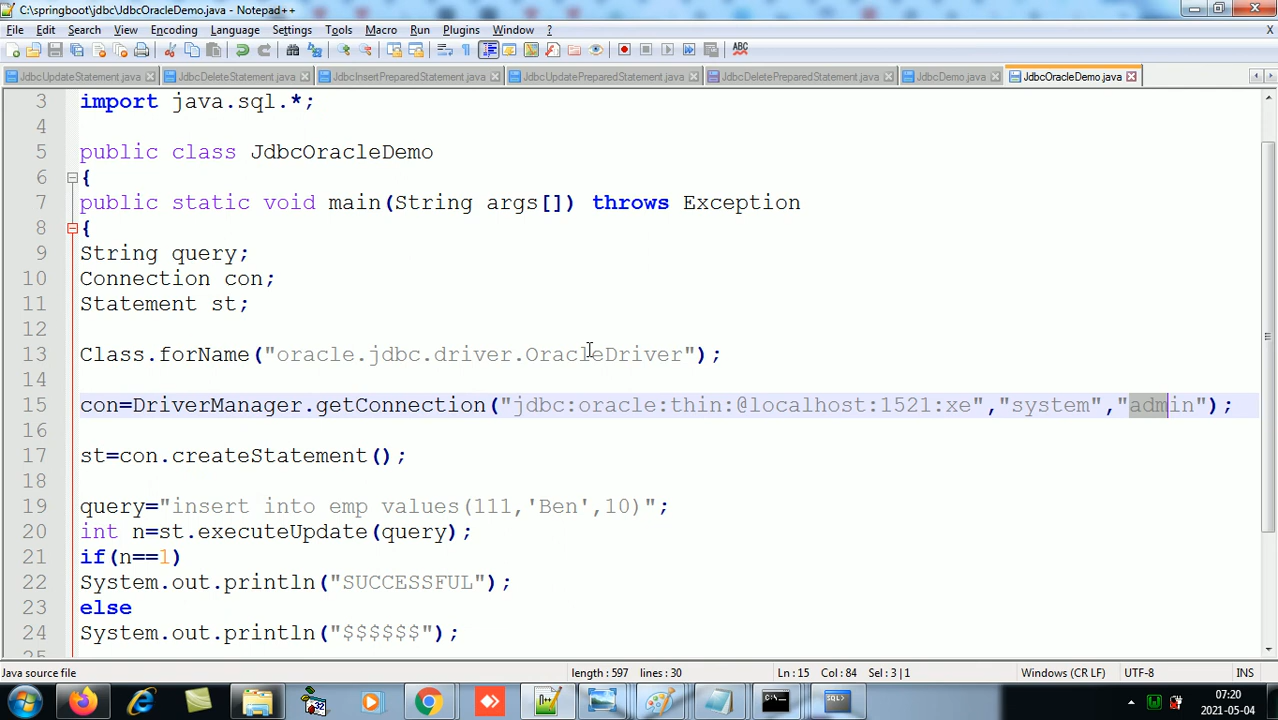 C:\springboot\jdbc\JdbcOracleDemo.java - Notepad++
File Edit Search View Encoding Language Settings Tools Macro Run Plugins Window ? X
JdbcUpdateStatement.java JdbcDeleteStatement.java JdbcInsertPreparedStatement.java JdbcUpdatePreparedStatement.java JdbcDeletePreparedStatement.java JdbcDemo.java JdbcOracleDemo.java
3 import java.sql.*;
4
5 public class JdbcOracleDemo
6 {
7 public static void main(String args[]) throws Exception
8 {
9 String query;
10 Connection con;
11 Statement st;
12
13 Class.forName("oracle.jdbc.driver.OracleDriver");
14
15 con=DriverManager.getConnection("jdbc:oracle:thin:@localhost:1521:xe","system","admin");
16
17 st=con.createStatement();
18
19 query="insert into emp values(111,'Ben',10)";
20 int n=st.executeUpdate(query);
21 if(n==1)
22 System.out.println("SUCCESSFUL");
23 else
24 System.out.println("$$$$$$");
25
Java source file length : 597 lines : 30 Ln : 15 Col : 84 Sel : 3 | 1 Windows (CR LF) UTF-8 INS
07:20
2021-05-04